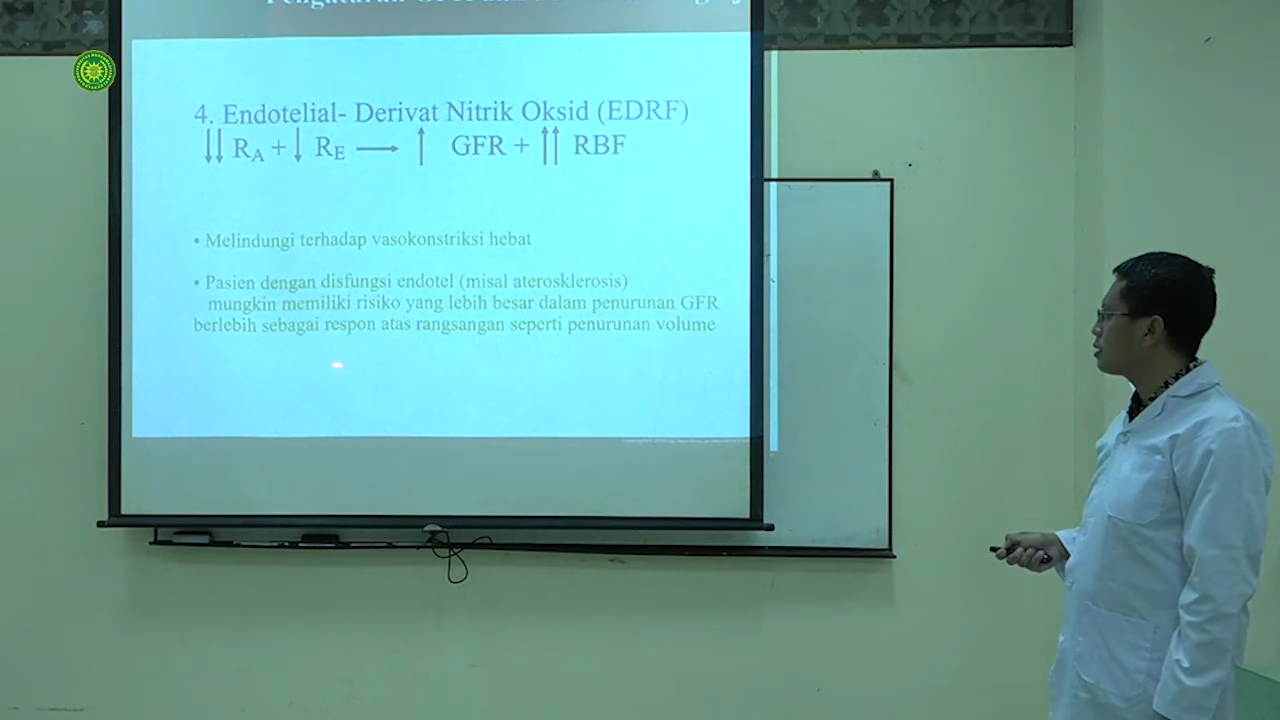 4. Endotelial- Derivat Nitrik Oksid (EDRF)
↓↓ RA + ↓ RE → ↑ GFR + ↑↑ RBF
• Melindungi terhadap vasokonstriksi hebat
• Pasien dengan disfungsi endotel (misal aterosklerosis)
mungkin memiliki risiko yang lebih besar dalam penurunan GFR
berlebih sebagai respon atas rangsangan seperti penurunan volume